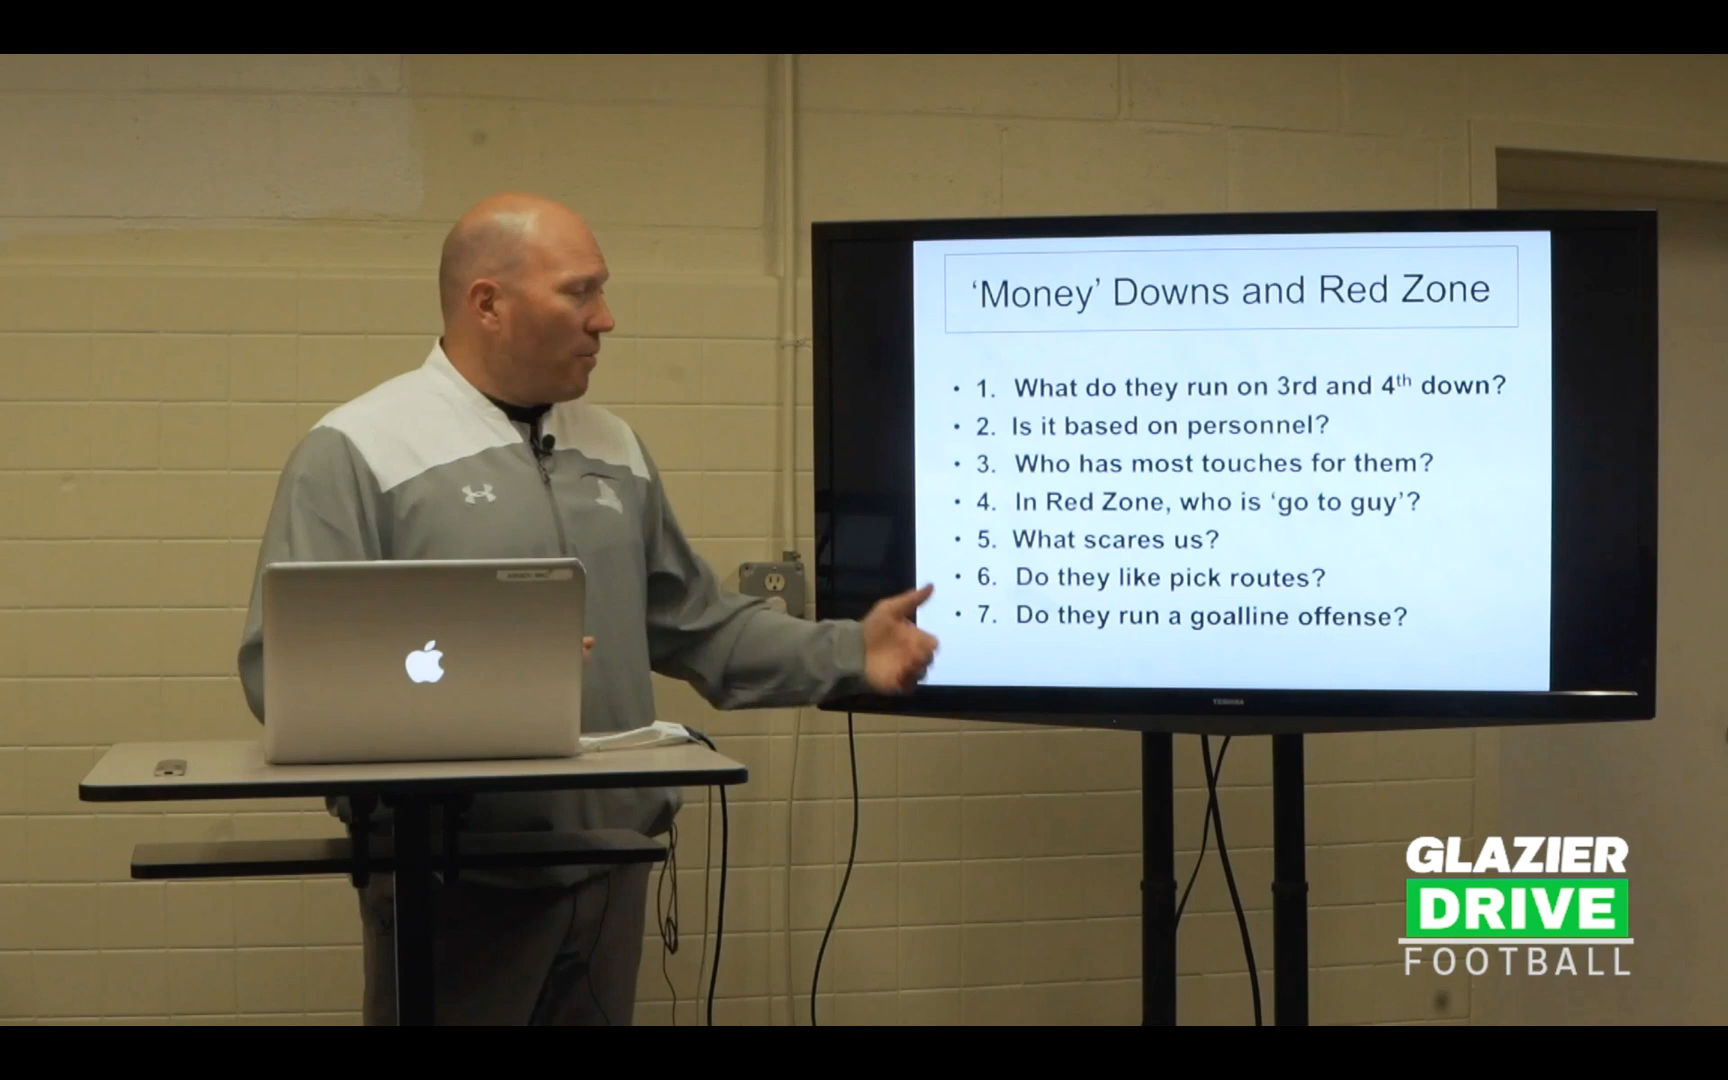 'Money' Downs and Red Zone
• 1. What do they run on 3rd and 4th down?
• 2. Is it based on personnel?
• 3. Who has most touches for them?
• 4. In Red Zone, who is 'go to guy'?
• 5. What scares us?
• 6. Do they like pick routes?
• 7. Do they run a goalline offense?
TOSHIBA
GLAZIER
DRIVE
FOOTBALL